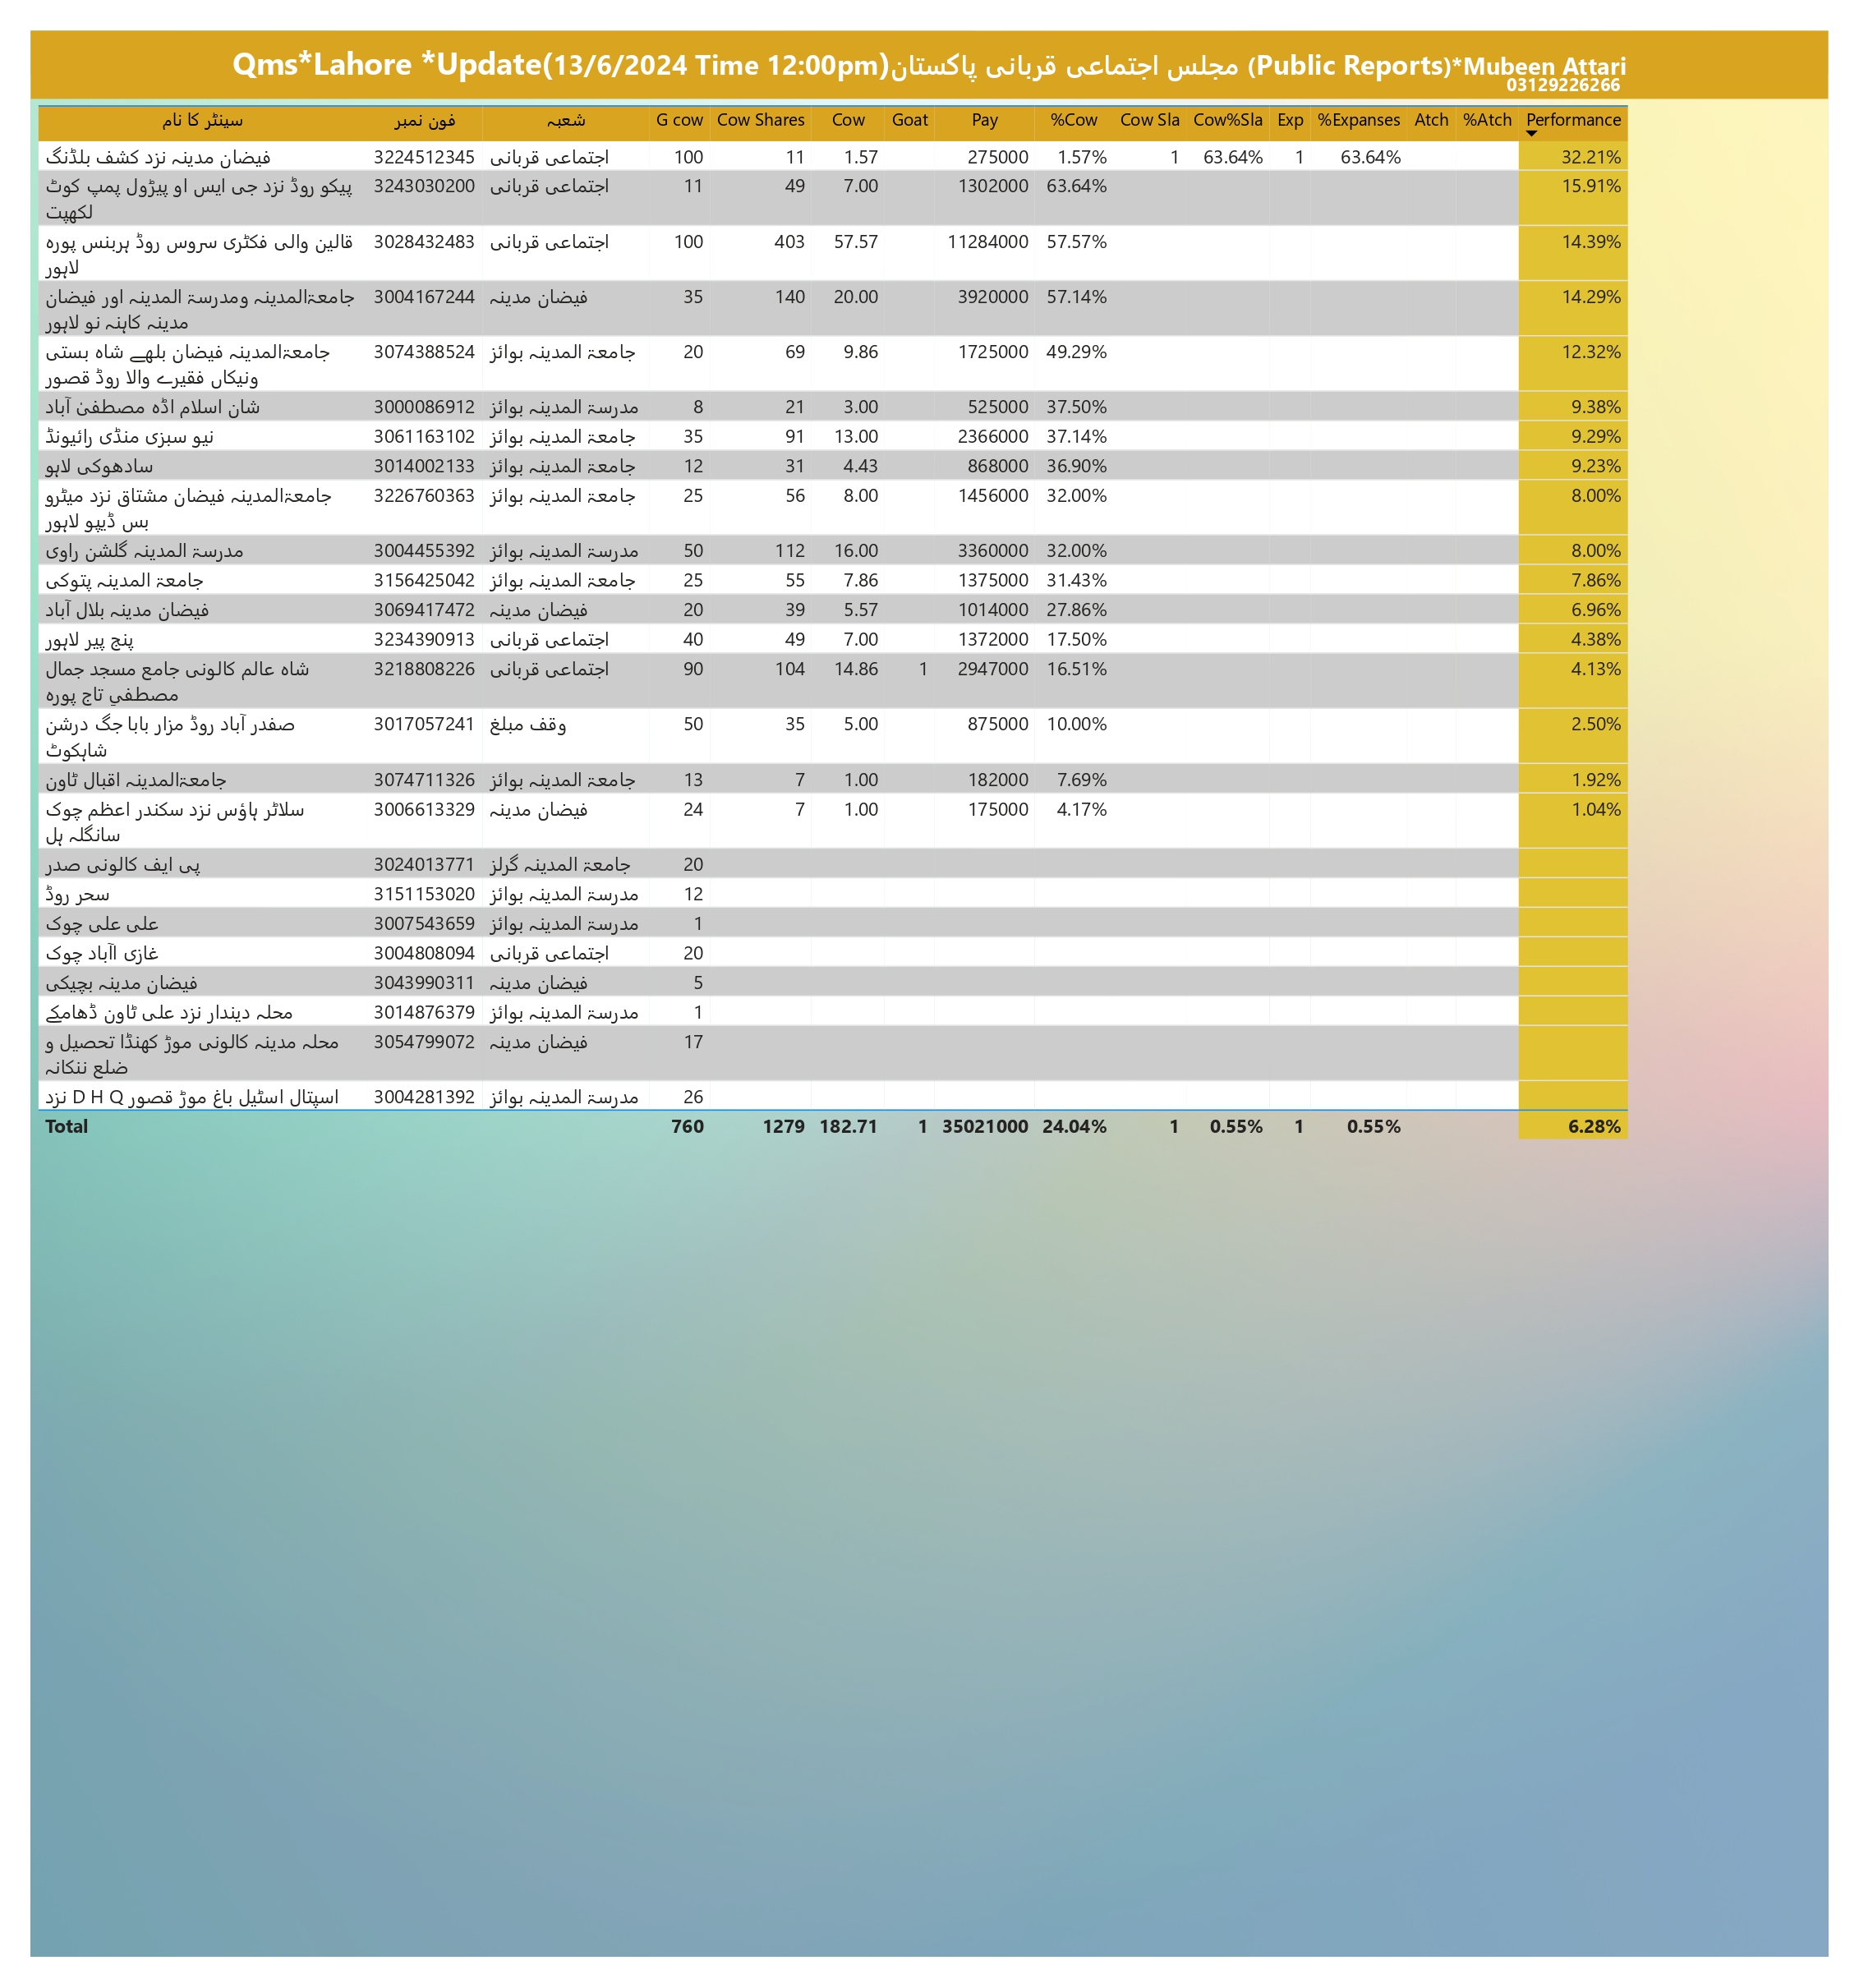 Qms*Lahore *Update(13/6/2024 Time 12:00pm)مجلس اجتماعی قربانی پاکستان (Public Reports)*Mubeen Attari
03129226266
سینٹر کا نام فون نمبر شعبہ G cow Cow Shares Cow Goat Pay %Cow Cow Sla Cow%Sla Exp %Expanses Atch %Atch Performance
فیضان مدینہ نزد کشف بلڈنگ 3224512345 اجتماعی قربانی 100 11 1.57 275000 1.57% 1 63.64% 1 63.64% 32.21%
پیکو روڈ نزد جی ایس او پیڑول پمپ کوٹ 3243030200 اجتماعی قربانی 11 49 7.00 1302000 63.64% 15.91%
لکھپت
قالین والی فکٹری سروس روڈ ہربنس پورہ 3028432483 اجتماعی قربانی 100 403 57.57 11284000 57.57% 14.39%
لاہور
جامعۃالمدینہ ومدرسۃ المدینہ اور فیضان 3004167244 فیضان مدینہ 35 140 20.00 3920000 57.14% 14.29%
مدینہ کاہنہ نو لاہور
جامعۃالمدینہ فیضان بلھے شاہ بستی 3074388524 جامعۃ المدینہ بوائز 20 69 9.86 1725000 49.29% 12.32%
ونیکاں فقیرے والا روڈ قصور
شان اسلام اڈہ مصطفیٰ آباد 3000086912 مدرسۃ المدینہ بوائز 8 21 3.00 525000 37.50% 9.38%
نیو سبزی منڈی رائیونڈ 3061163102 جامعۃ المدینہ بوائز 35 91 13.00 2366000 37.14% 9.29%
سادھوکی لاہو 3014002133 جامعۃ المدینہ بوائز 12 31 4.43 868000 36.90% 9.23%
جامعۃالمدینہ فیضان مشتاق نزد میٹرو 3226760363 جامعۃ المدینہ بوائز 25 56 8.00 1456000 32.00% 8.00%
بس ڈیپو لاہور
مدرسۃ المدینہ گلشن راوی 3004455392 مدرسۃ المدینہ بوائز 50 112 16.00 3360000 32.00% 8.00%
جامعۃ المدینہ پتوکی 3156425042 جامعۃ المدینہ بوائز 25 55 7.86 1375000 31.43% 7.86%
فیضان مدینہ بلال آباد 3069417472 فیضان مدینہ 20 39 5.57 1014000 27.86% 6.96%
پنج پیر لاہور 3234390913 اجتماعی قربانی 40 49 7.00 1372000 17.50% 4.38%
شاہ عالم کالونی جامع مسجد جمال 3218808226 اجتماعی قربانی 90 104 14.86 1 2947000 16.51% 4.13%
مصطفیِ تاج پورہ
صفدر آباد روڈ مزار بابا جگ درشن 3017057241 وقف مبلغ 50 35 5.00 875000 10.00% 2.50%
شاہکوٹ
جامعۃالمدینہ اقبال ٹاون 3074711326 جامعۃ المدینہ بوائز 13 7 1.00 182000 7.69% 1.92%
سلاٹر ہاؤس نزد سکندر اعظم چوک 3006613329 فیضان مدینہ 24 7 1.00 175000 4.17% 1.04%
سانگلہ ہل
پی ایف کالونی صدر 3024013771 جامعۃ المدینہ گرلز 20
سحر روڈ 3151153020 مدرسۃ المدینہ بوائز 12
علی علی چوک 3007543659 مدرسۃ المدینہ بوائز 1
غازی اآباد چوک 3004808094 اجتماعی قربانی 20
فیضان مدینہ بچیکی 3043990311 فیضان مدینہ 5
محلہ دیندار نزد علی ٹاون ڈھامکے 3014876379 مدرسۃ المدینہ بوائز 1
محلہ مدینہ کالونی موڑ کھنڈا تحصیل و 3054799072 فیضان مدینہ 17
ضلع ننکانہ
نزد D H Q اسپتال اسٹیل باغ موڑ قصور 3004281392 مدرسۃ المدینہ بوائز 26
Total 760 1279 182.71 1 35021000 24.04% 1 0.55% 1 0.55% 6.28%